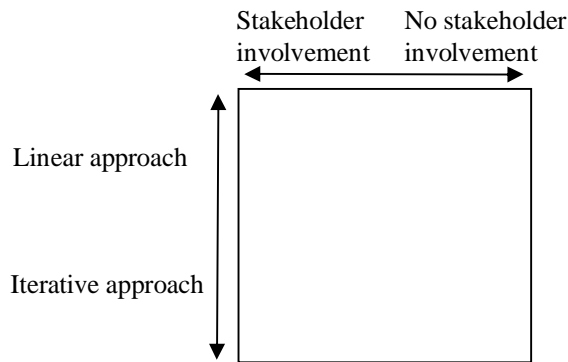 Stakeholder
involvement
No stakeholder
involvement
Linear approach
Iterative approach